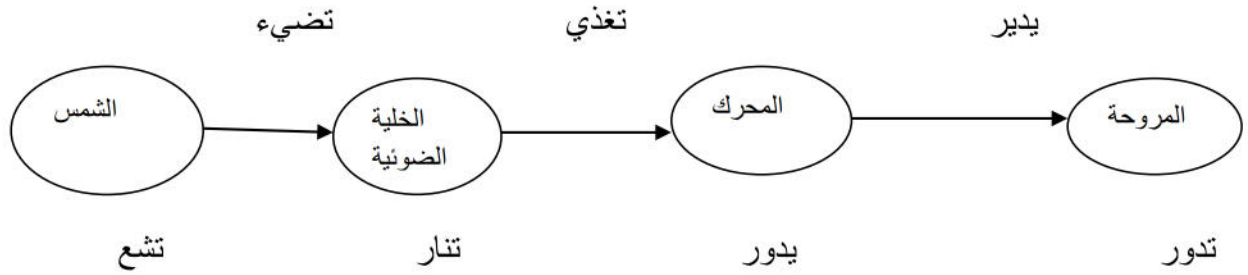 تضيء
تغذي
يدير
الشمس
الخلية
الضوئية
المحرك
المروحة
تشع
تنار
يدور
تدور